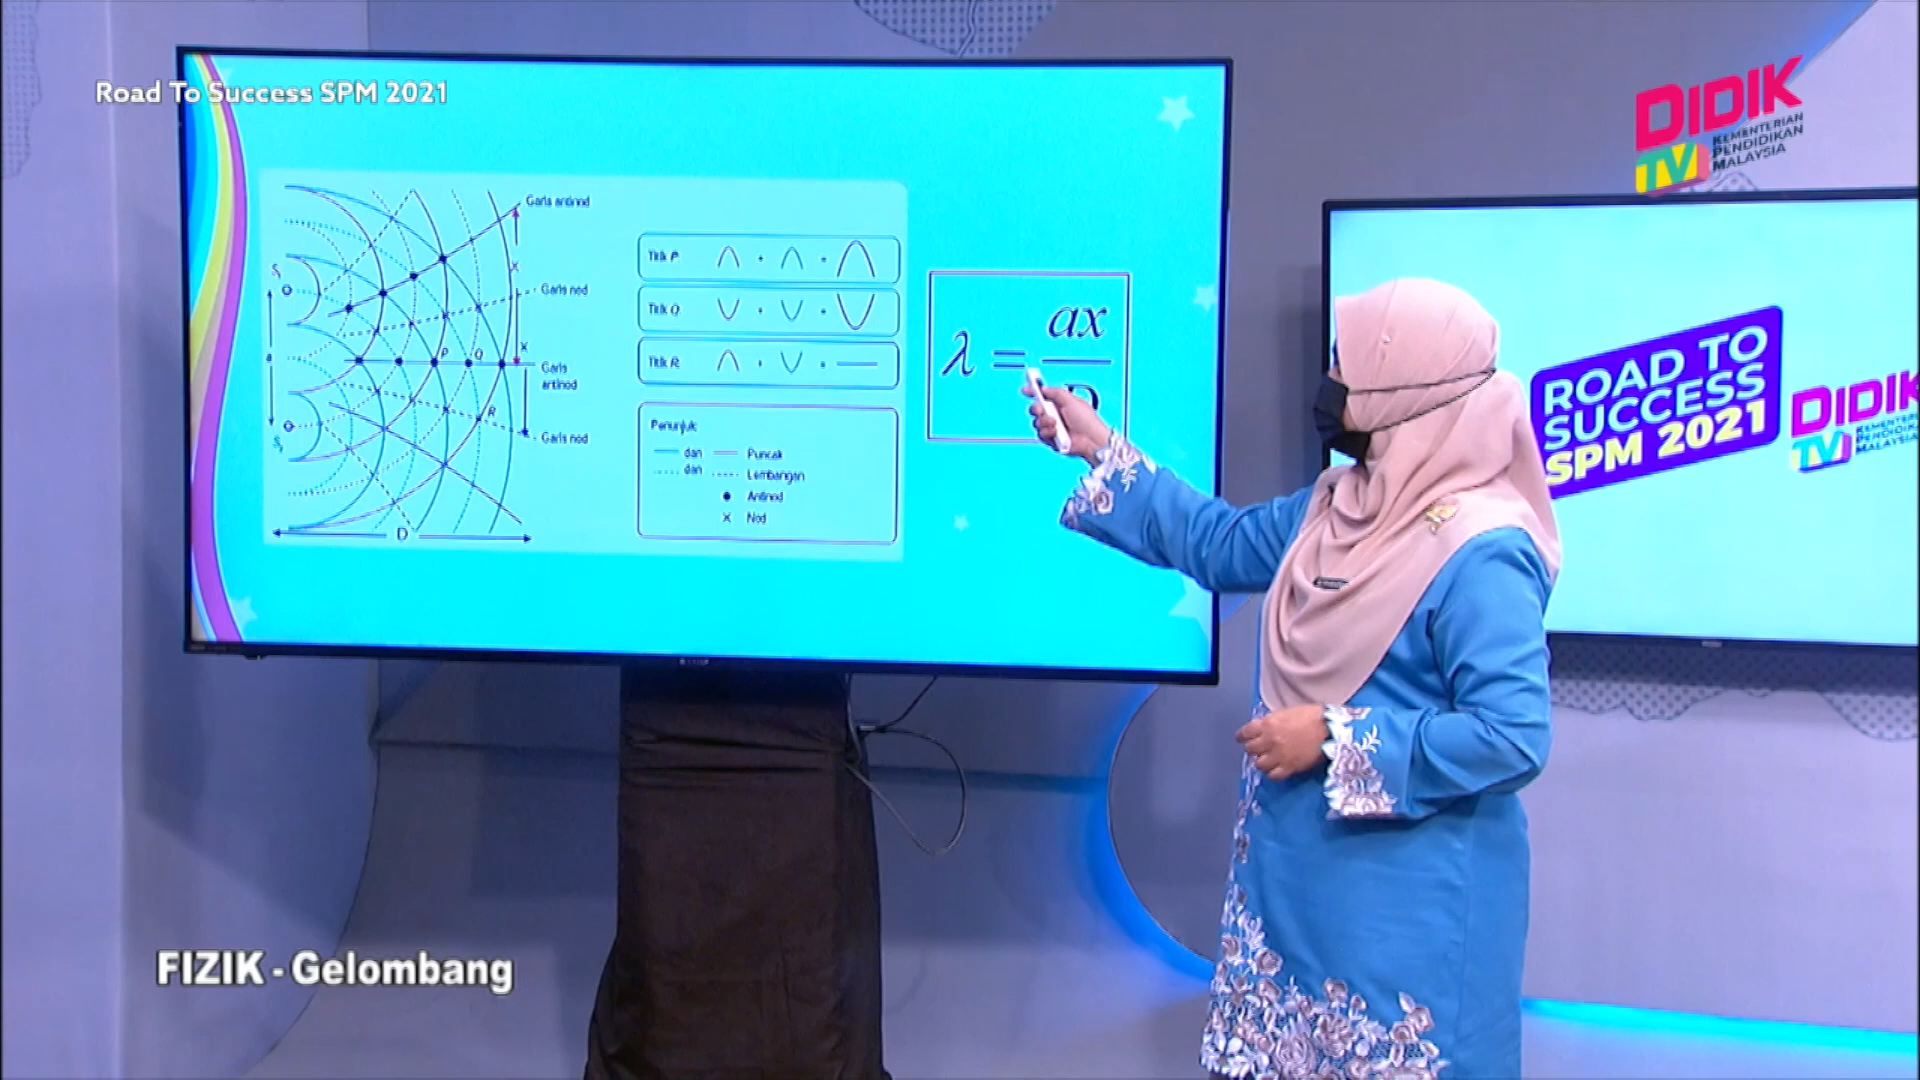 Road To Success SPM 2021
DIDIK
TV
KEMENTERIAN
PENDIDIKAN
MALAYSIA
Garis antinod
S₁
Garis nod
a
P
Q
X
X
Garis
antinod
R
S₂
Garis nod
D
Titik P
Titik Q
Titik R
Penunjuk
dan
Puncak
dan
Lembangan
Antinod
X Nod
λ = ax
D
ROAD TO
SUCCESS
SPM 2021
DIDIK
TV
FIZIK - Gelombang